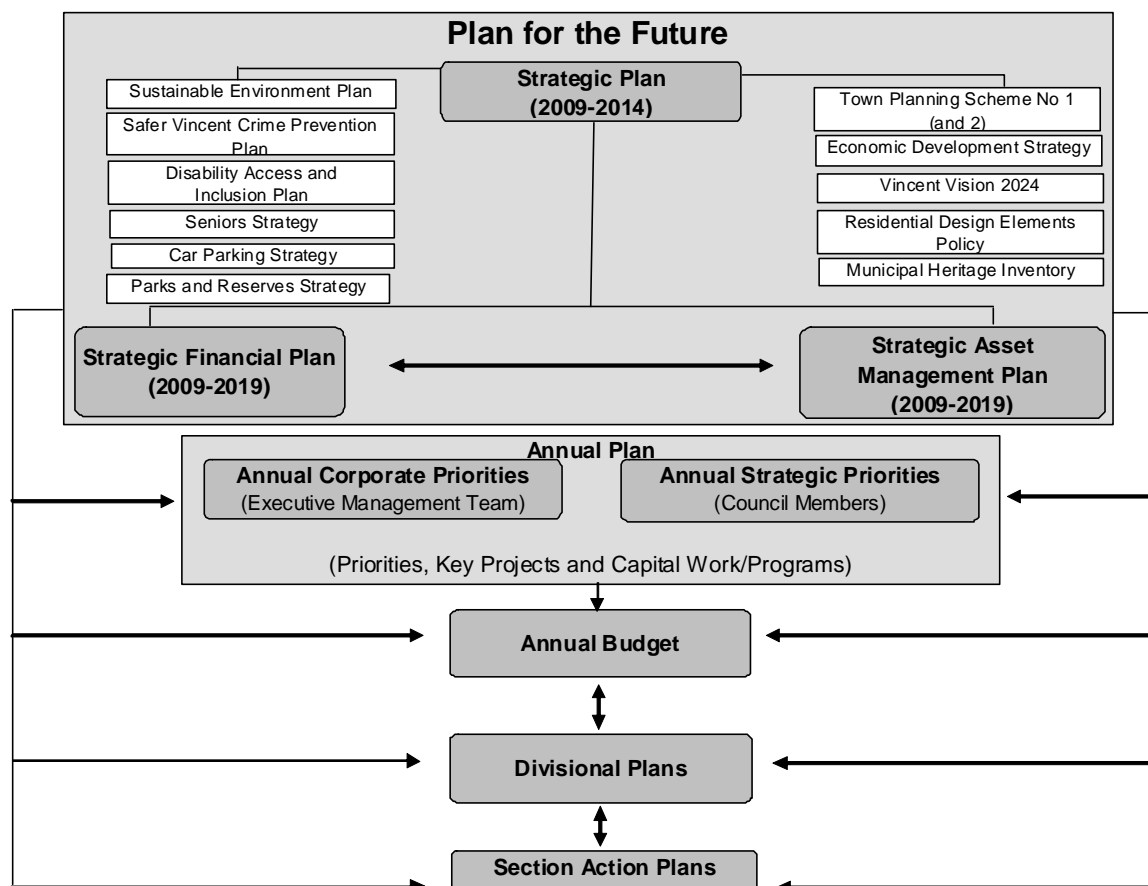 Plan for the Future
Strategic Plan
(2009-2014)
Sustainable Environment Plan
Safer Vincent Crime Prevention
Plan
Disability Access and
Inclusion Plan
Seniors Strategy
Car Parking Strategy
Parks and Reserves Strategy
Town Planning Scheme No 1
(and 2)
Economic Development Strategy
Vincent Vision 2024
Residential Design Elements
Policy
Municipal Heritage Inventory
Strategic Financial Plan
(2009-2019)
Strategic Asset
Management Plan
(2009-2019)
Annual Plan
Annual Corporate Priorities
(Executive Management Team)
Annual Strategic Priorities
(Council Members)
(Priorities, Key Projects and Capital Work/Programs)
Annual Budget
Divisional Plans
Section Action Plans